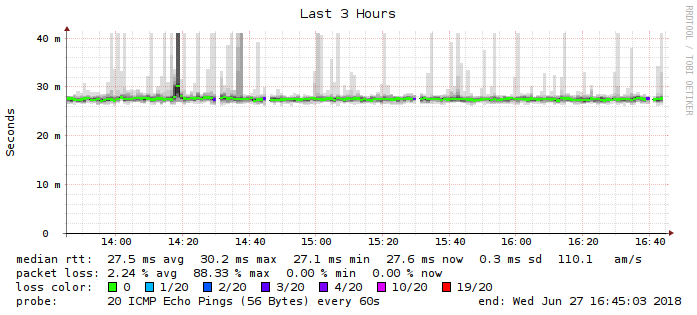 Last 3 Hours
RRDTOOL / TOBI OETIKER
Seconds
40 m
30 m
20 m
10 m
0
14:00 14:20 14:40 15:00 15:20 15:40 16:00 16:20 16:40
median rtt: 27.5 ms avg 30.2 ms max 27.1 ms min 27.6 ms now 0.3 ms sd 110.1 am/s
packet loss: 2.24 % avg 88.33 % max 0.00 % min 0.00 % now
loss color: 0 1/20 2/20 3/20 4/20 10/20 19/20
probe: 20 ICMP Echo Pings (56 Bytes) every 60s end: Wed Jun 27 16:45:03 2018